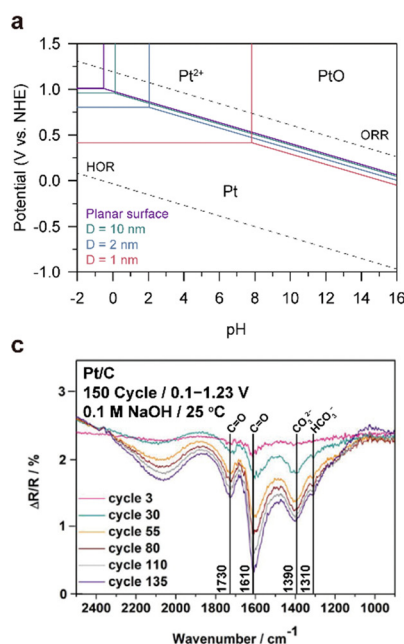 a
1.5
1.0
0.5
0.0
-0.5
-1.0
Potential (V vs. NHE)
Pt²⁺
PtO
ORR
HOR
Pt
Planar surface
D = 10 nm
D = 2 nm
D = 1 nm
-2 0 2 4 6 8 10 12 14 16
pH
c
Pt/C
150 Cycle / 0.1–1.23 V
0.1 M NaOH / 25 °C
C=O
C=O
CO₃²⁻
HCO₃⁻
3
2
1
0
ΔR/R / %
cycle 3
cycle 30
cycle 55
cycle 80
cycle 110
cycle 135
1730
1610
1390
1310
2400 2200 2000 1800 1600 1400 1200 1000
Wavenumber / cm⁻¹